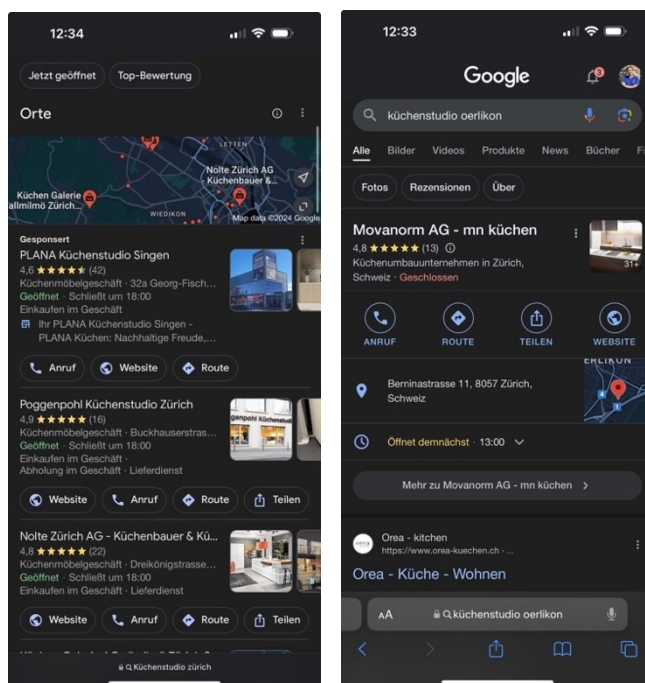 12:34
Jetzt geöffnet
Top-Bewertung
Orte
LETTEN
Nolte Zürich AG
- Küchenbauer &...
Küchen Galerie
allmilmö Zürich...
WIEDIKON
Map data ©2024 Google
Gesponsert
PLANA Küchenstudio Singen
4,6 ★★★★★ (42)
Küchenmöbelgeschäft · 32a Georg-Fisch...
Geöffnet · Schließt um 18:00
Einkaufen im Geschäft
Ihr PLANA Küchenstudio Singen -
PLANA Küchen: Nachhaltige Freude,...
Anruf
Website
Route
Poggenpohl Küchenstudio Zürich
4,9 ★★★★★ (16)
Küchenmöbelgeschäft · Buckhauserstras...
Geöffnet · Schließt um 18:00
Einkaufen im Geschäft ·
Abholung im Geschäft · Lieferdienst
Website
Anruf
Route
Teilen
Nolte Zürich AG - Küchenbauer & Kü...
4,8 ★★★★★ (22)
Küchenmöbelgeschäft · Dreikönigstrasse...
Geöffnet · Schließt um 18:00
Einkaufen im Geschäft · Lieferdienst
Website
Anruf
Route
Teilen
Küchenstudio zürich
12:33
Google
3
küchenstudio oerlikon
Alle
Bilder
Videos
Produkte
News
Bücher
Fotos
Rezensionen
Über
Movanorm AG - mn küchen
4,8 ★★★★★ (13)
Küchenumbauunternehmen in Zürich,
Schweiz · Geschlossen
31+
ANRUF
ROUTE
TEILEN
WEBSITE
Berninastrasse 11, 8057 Zürich,
Schweiz
ERLIKON
4
1
Öffnet demnächst · 13:00
Mehr zu Movanorm AG - mn küchen
Orea - kitchen
https://www.orea-kuechen.ch › ...
Orea - Küche - Wohnen
AA
küchenstudio oerlikon